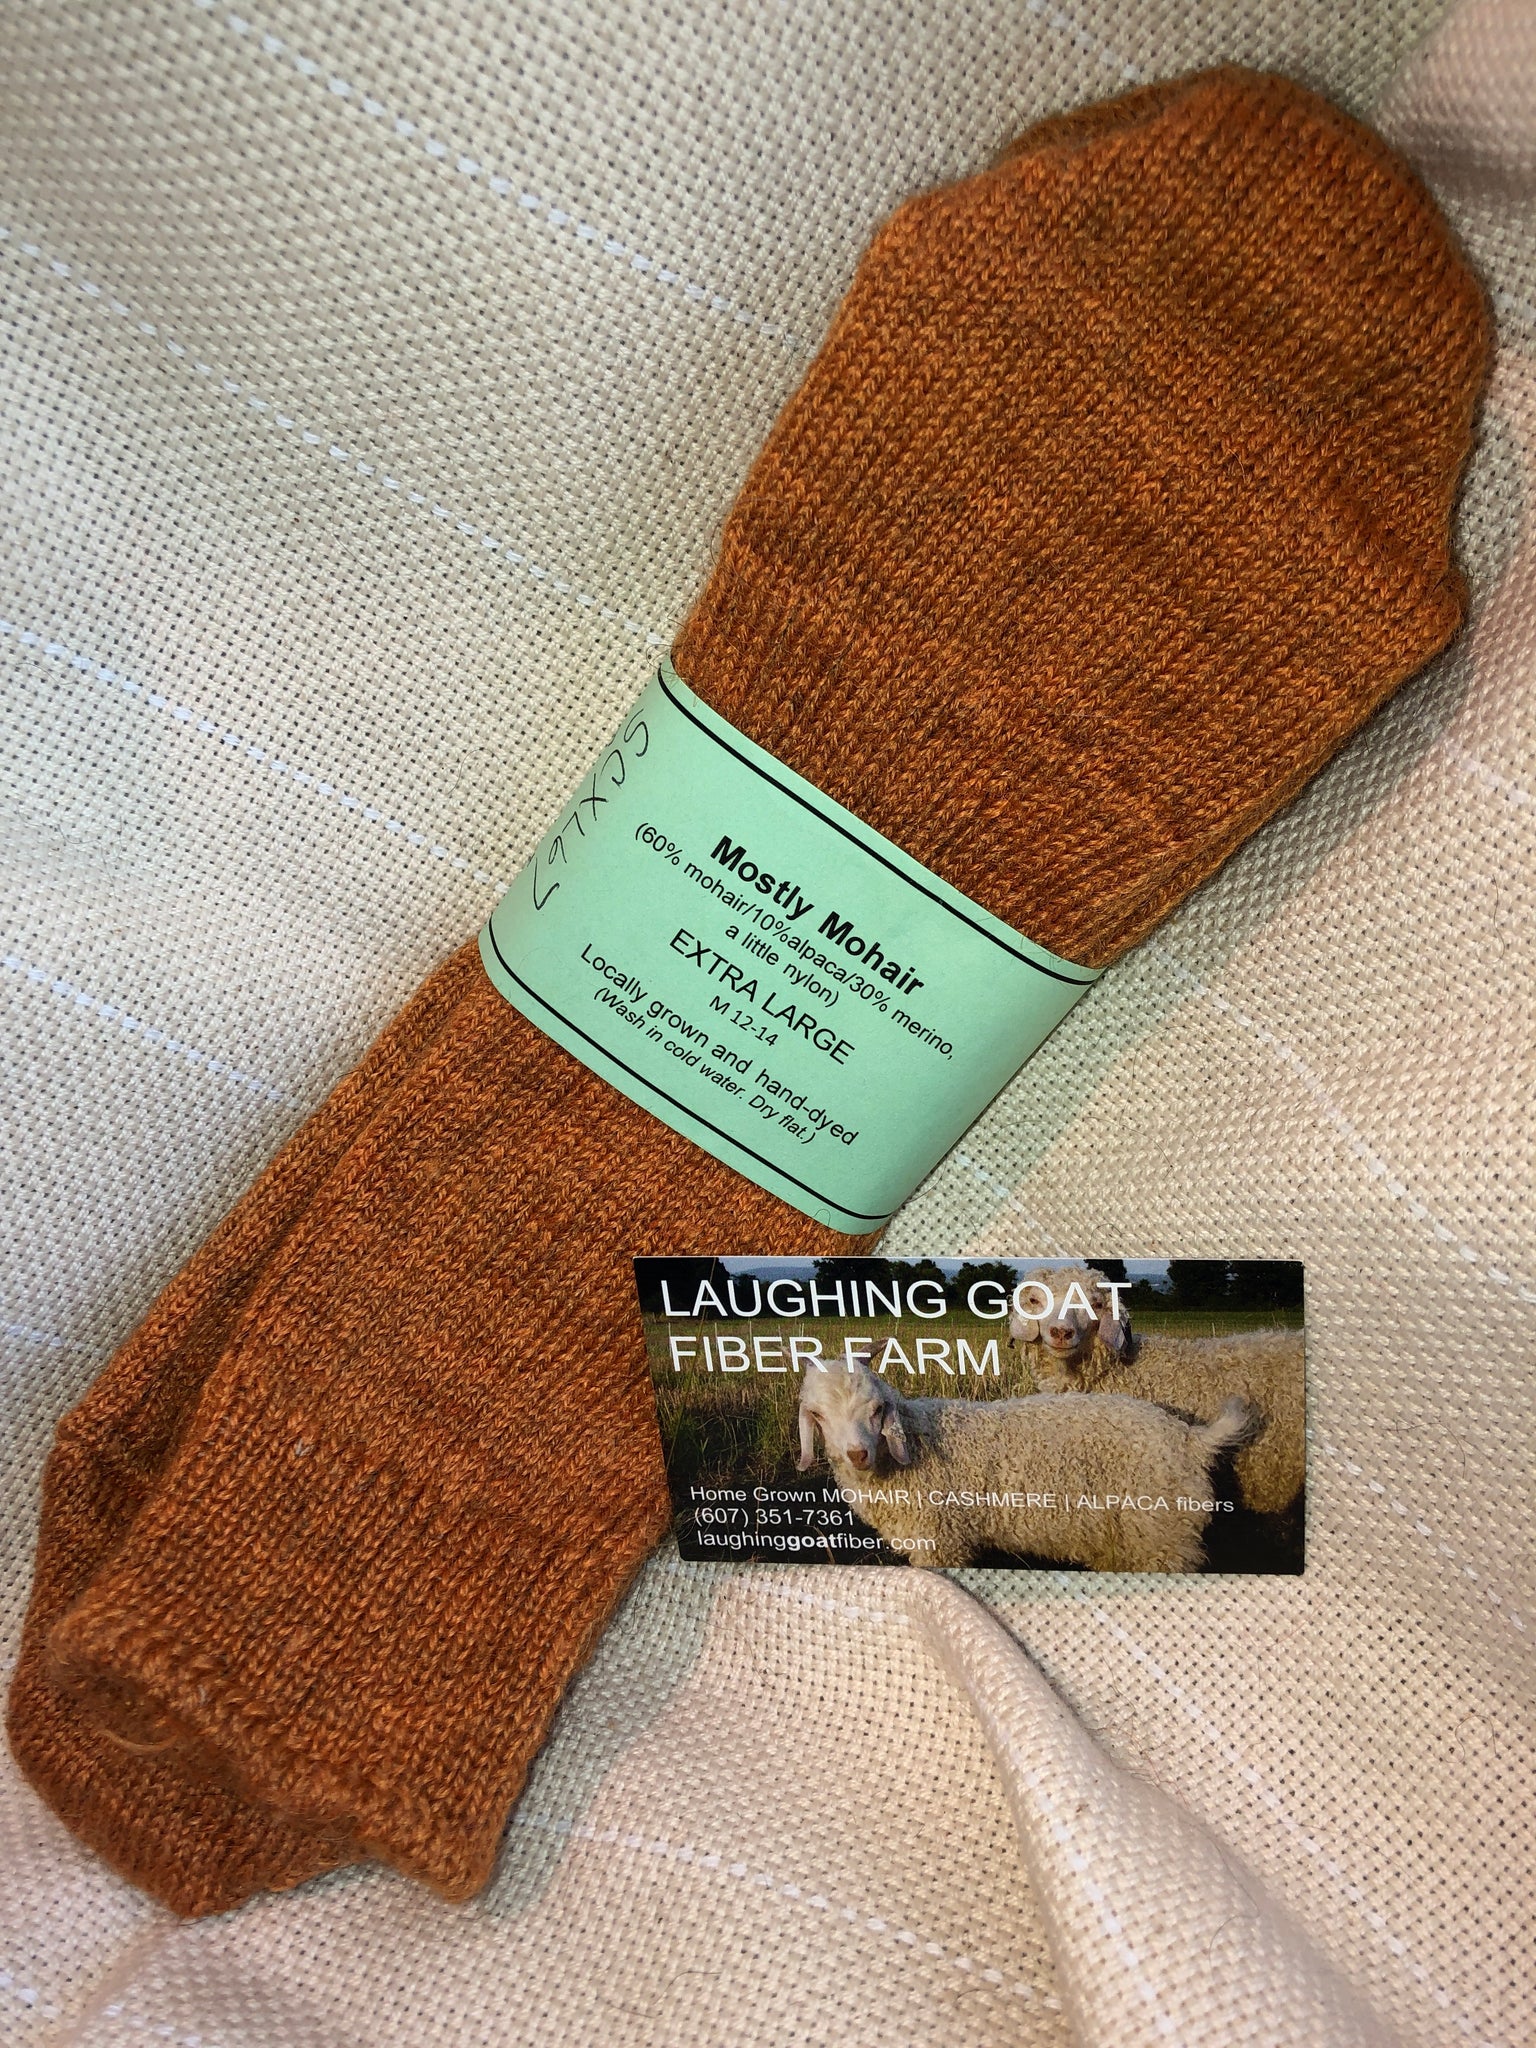 Mostly Mohair
(60% mohair/10%alpaca/30% merino,
a little nylon)
EXTRA LARGE
M 12-14
Locally grown and hand-dyed
(Wash in cold water. Dry flat.)
LAUGHING GOAT
FIBER FARM
Home Grown MOHAIR | CASHMERE | ALPACA fibers
(607) 351-7361
laughinggoatfiber.com